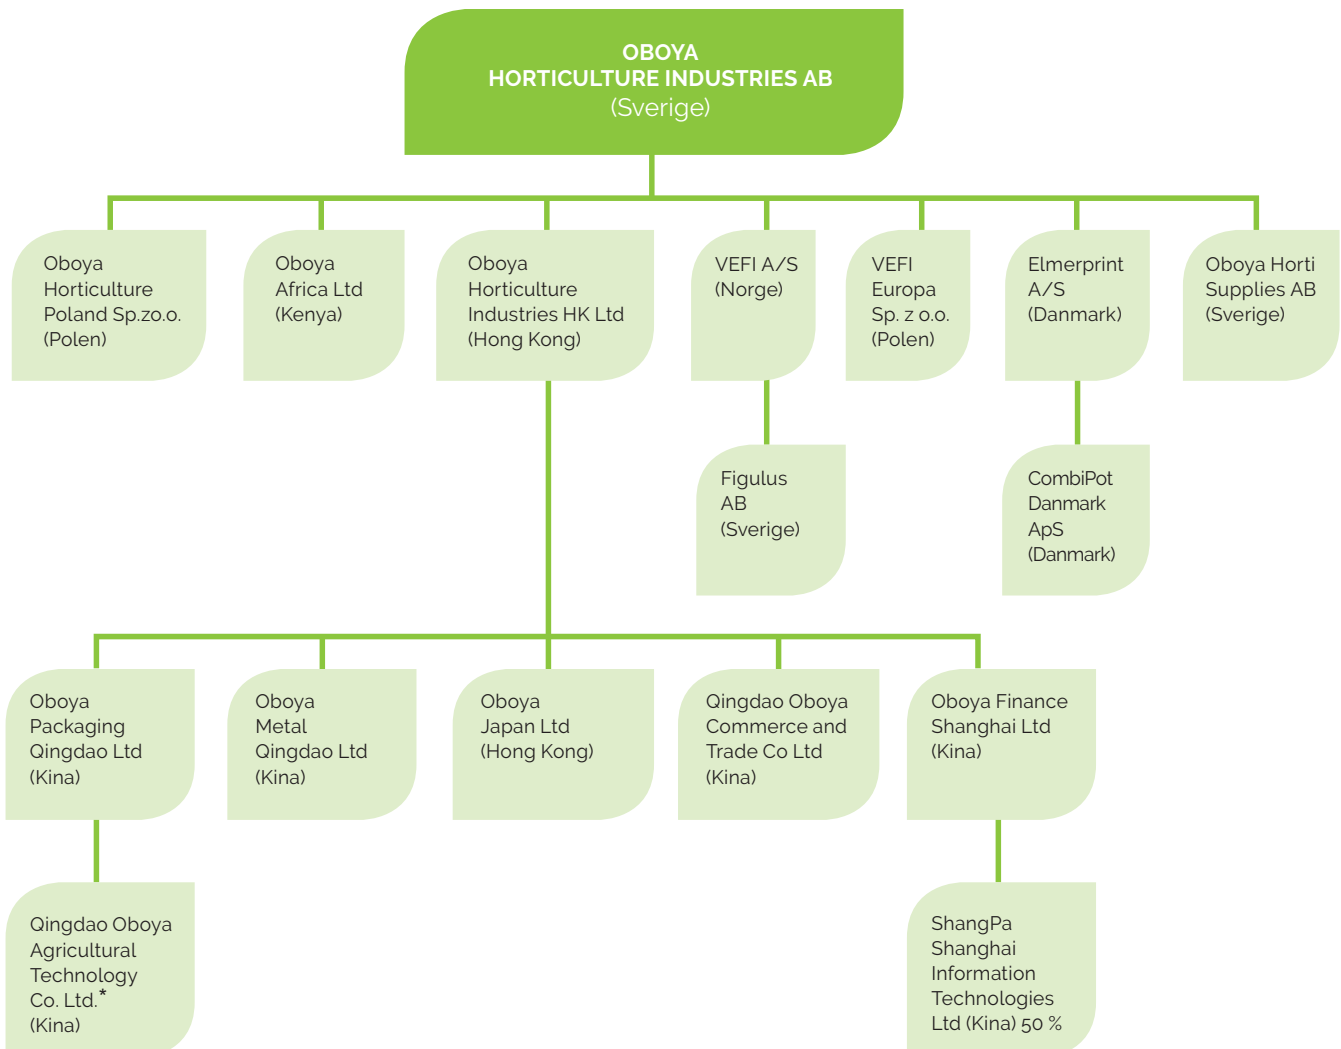 OBOYA
HORTICULTURE INDUSTRIES AB
(Sverige)
Oboya
Horticulture
Poland Sp.zo.o.
(Polen)
Oboya
Africa Ltd
(Kenya)
Oboya
Horticulture
Industries HK Ltd
(Hong Kong)
VEFI A/S
(Norge)
VEFI
Europa
Sp. z o.o.
(Polen)
Elmerprint
A/S
(Danmark)
Oboya Horti
Supplies AB
(Sverige)
Figulus
AB
(Sverige)
CombiPot
Danmark
ApS
(Danmark)
Oboya
Packaging
Qingdao Ltd
(Kina)
Oboya
Metal
Qingdao Ltd
(Kina)
Oboya
Japan Ltd
(Hong Kong)
Qingdao Oboya
Commerce and
Trade Co Ltd
(Kina)
Oboya Finance
Shanghai Ltd
(Kina)
Qingdao Oboya
Agricultural
Technology
Co. Ltd.*
(Kina)
ShangPa
Shanghai
Information
Technologies
Ltd (Kina) 50 %